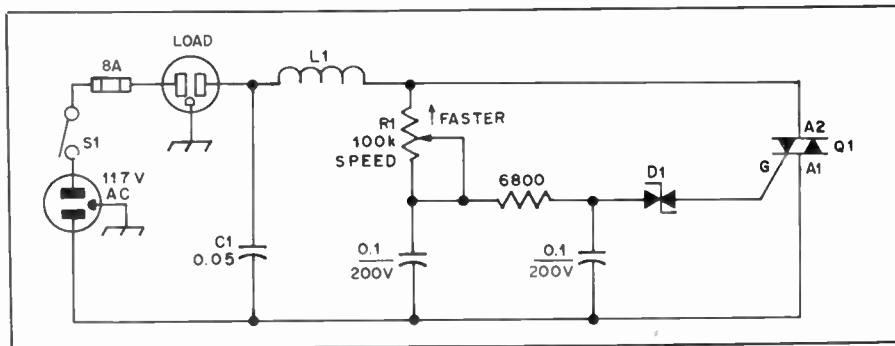 LOAD
8A
S1
117V
AC
L1
C1
0.05
↑ FASTER
R1
100k
SPEED
0.1
200V
6800
0.1
200V
D1
G
A2
Q1
A1